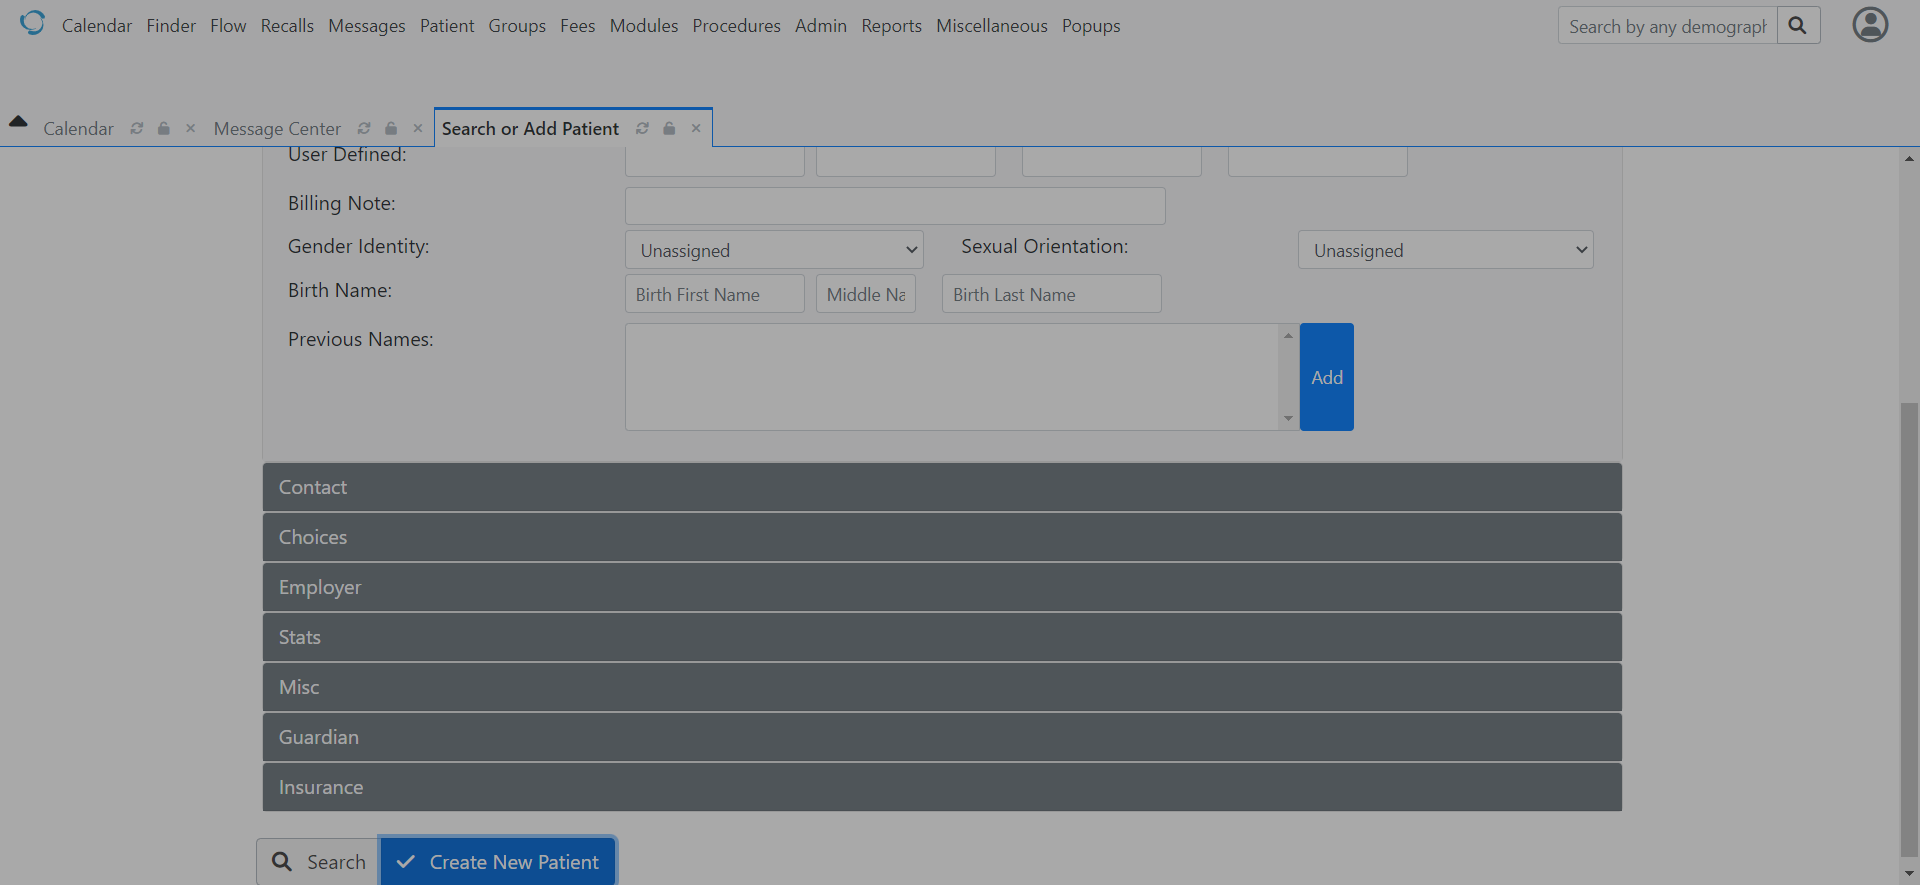 Calendar Finder Flow Recalls Messages Patient Groups Fees Modules Procedures Admin Reports Miscellaneous Popups
Search by any demograph
Calendar Message Center Search or Add Patient
User Defined:
Billing Note:
Gender Identity: Unassigned Sexual Orientation: Unassigned
Birth Name: Birth First Name Middle Na Birth Last Name
Previous Names:
Add
Contact
Choices
Employer
Stats
Misc
Guardian
Insurance
Search Create New Patient